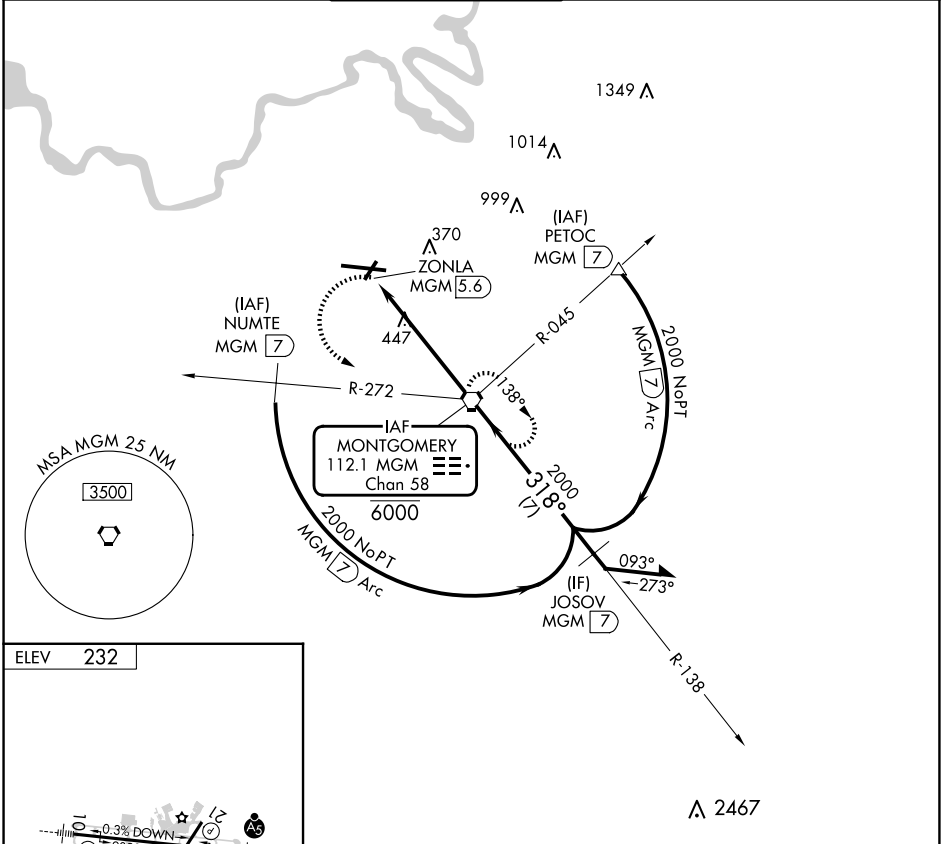 1349
1014
999
(IAF)
PETOC
MGM 7
370
ZONLA
MGM 5.6
(IAF)
NUMTE
MGM 7
447
R-045
2000 NoPT
MGM 7 Arc
R-272
138°
IAF
MONTGOMERY
112.1 MGM
Chan 58
6000
MSA MGM 25 NM
3500
2000
318°
(7)
2000 NoPT
MGM 7 Arc
093°
273°
(IF)
JOSOV
MGM 7
R-138
ELEV 232
2467
10
0.3% DOWN
21
P
A5